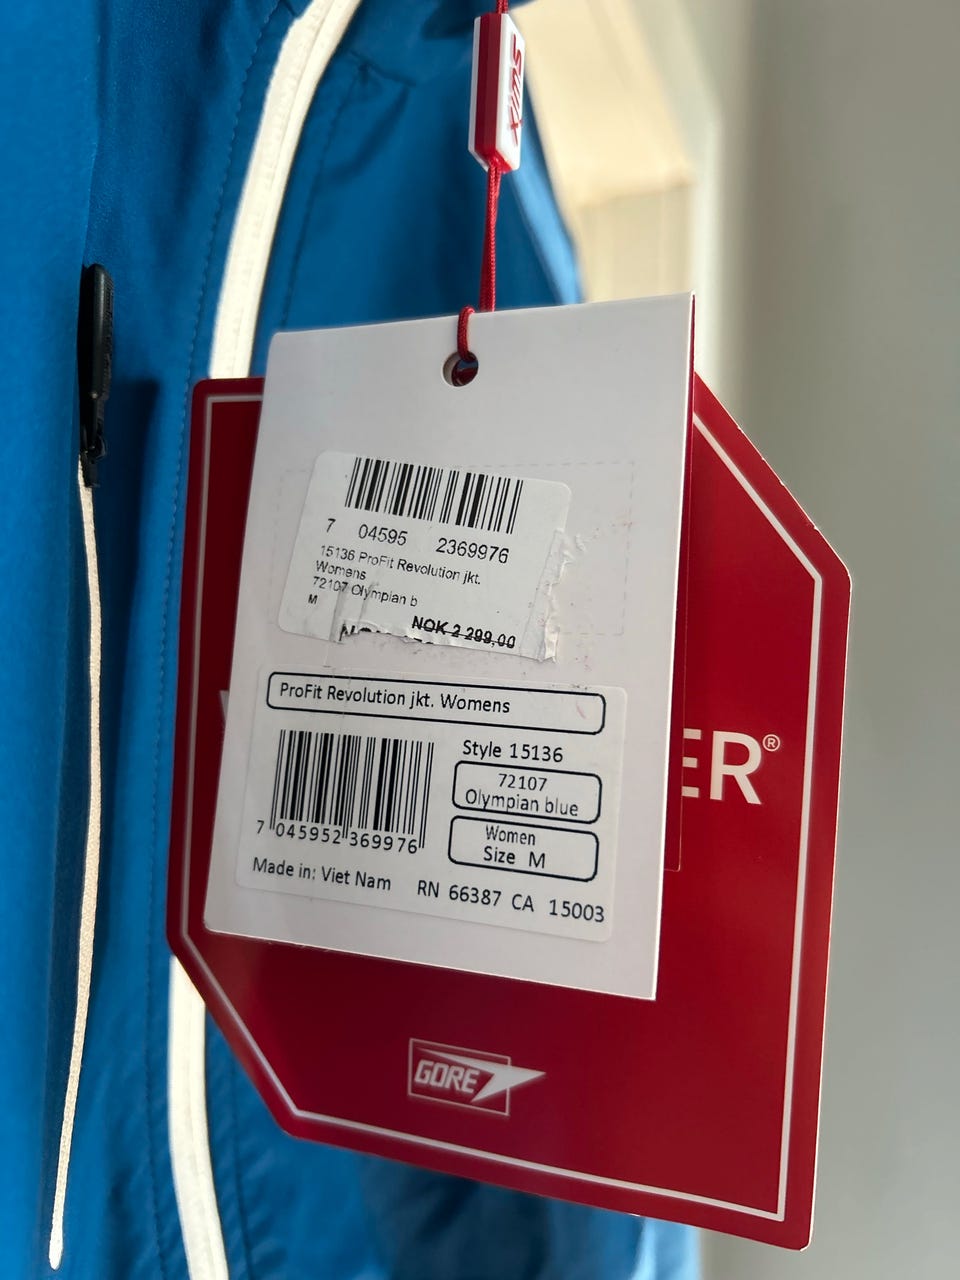 Swix
7 04595 2369976
15136 ProFit Revolution jkt.
Womens
72107 Olympian b
M
NOK 2 299,00
ProFit Revolution jkt. Womens
Style 15136
72107
Olympian blue
Women
Size M
7 045952 369976
Made in: Viet Nam RN 66387 CA 15003
ER®
GORE